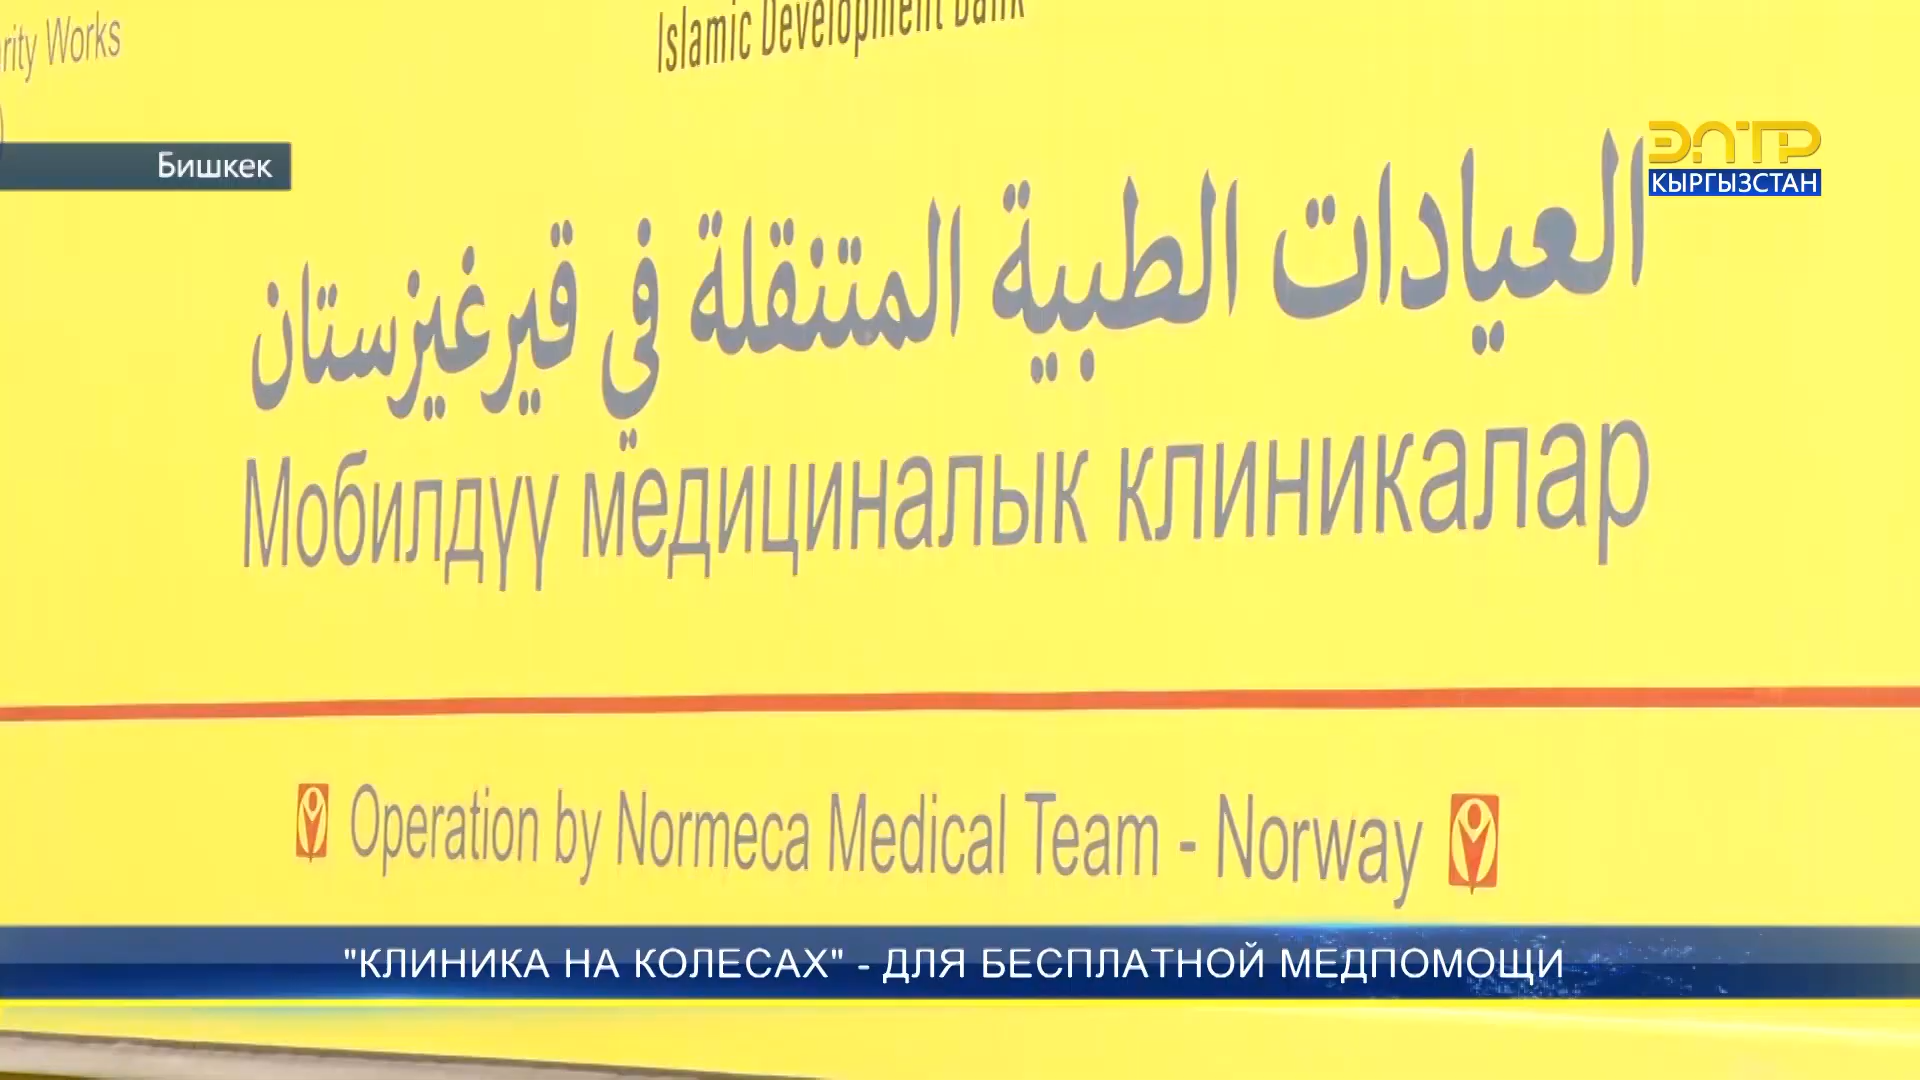 Works
Islamic Development Bank
Бишкек
ЭЛТР
КЫРГЫЗСТАН
العيادات الطبية المتنقلة في قيرغيزستان
Мобилдүү медициналык клиникалар
Operation by Normeca Medical Team - Norway
"КЛИНИКА НА КОЛЕСАХ" - ДЛЯ БЕСПЛАТНОЙ МЕДПОМОЩИ